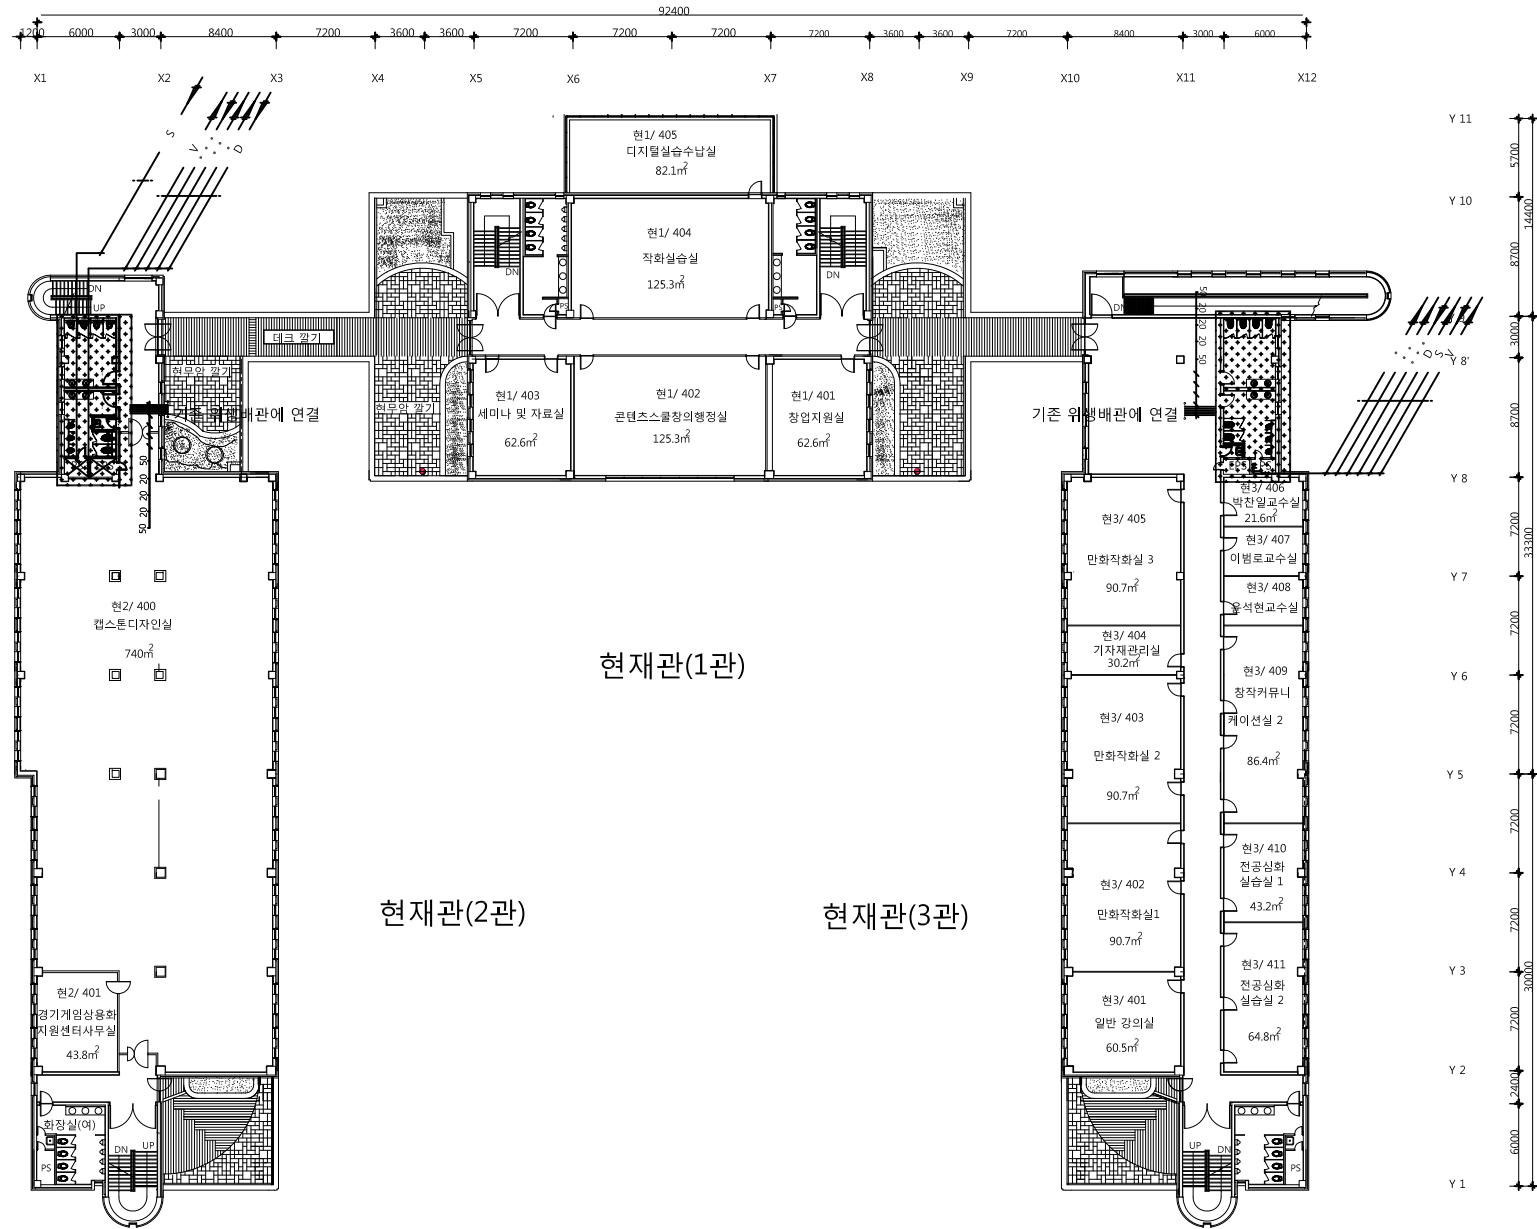 92400
1200 6000 3000 8400 7200 3600 3600 7200 7200 7200 7200 3600 3600 7200 8400 3000 6000
X1 X2 X3 X4 X5 X6 X7 X8 X9 X10 X11 X12
Y 11
5700
Y 10
14400
8700
3000
Y 8'
8700
Y 8
7200
33300
Y 7
7200
Y 6
7200
Y 5
7200
Y 4
7200
Y 3
30000
7200
Y 2
2400
6000
Y 1
S
V
D
현1/ 405
디지털실습수납실
82.1m2
현1/ 404
작화실습실
125.3m2
DN
DN
PS
PS
DN
UP
데크 깔기
현무암 깔기
현무암 깔기
기존 위생배관에 연결
50 20 20 20 50
현1/ 403
세미나 및 자료실
62.6m2
현1/ 402
콘텐츠스쿨창의행정실
125.3m2
현1/ 401
창업지원실
62.6m2
DN
50 20 20 20 50
D
S
V
기존 위생배관에 연결
현2/ 400
캡스톤디자인실
740m2
현2/ 401
경기게임상용화
지원센터사무실
43.8m2
화장실(여)
PS
DN
UP
현재관(1관)
현재관(2관)
현재관(3관)
현3/ 405
만화작화실 3
90.7m2
현3/ 404
기자재관리실
30.2m2
현3/ 403
만화작화실 2
90.7m2
현3/ 402
만화작화실1
90.7m2
현3/ 401
일반 강의실
60.5m2
현3/ 406
박찬일교수실
21.6m2
현3/ 407
이범로교수실
현3/ 408
윤석현교수실
현3/ 409
창작커뮤니
케이션실 2
86.4m2
현3/ 410
전공심화
실습실 1
43.2m2
현3/ 411
전공심화
실습실 2
64.8m2
UP
DN
PS